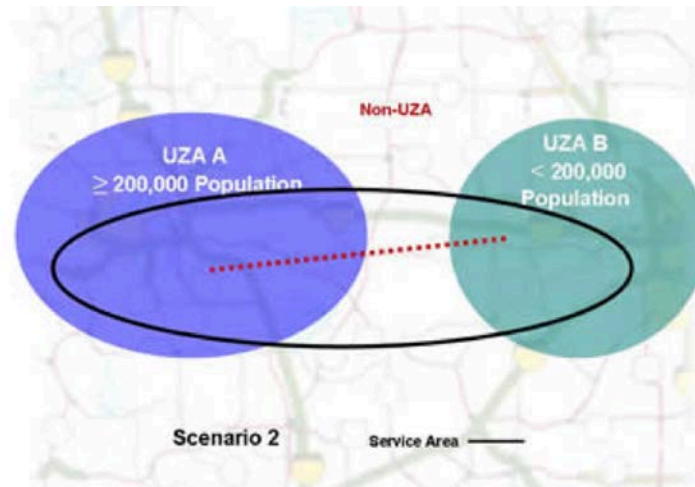 Non-UZA
UZA A
≥ 200,000 Population
UZA B
< 200,000
Population
Scenario 2
Service Area